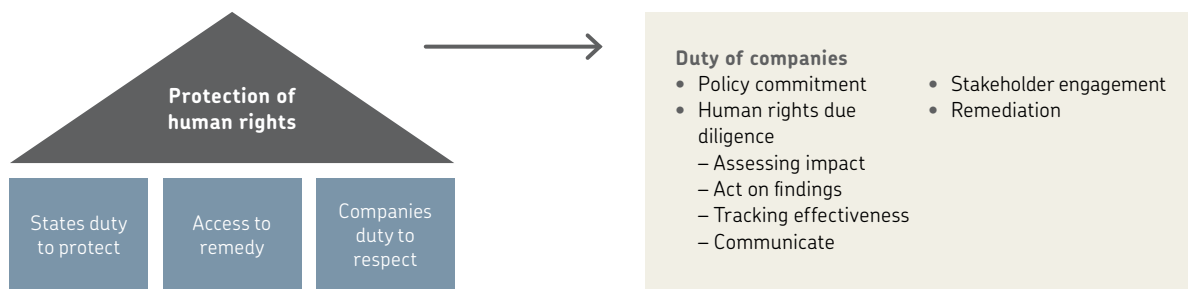 Protection of
human rights
States duty
to protect
Access to
remedy
Companies
duty to
respect
Duty of companies
• Policy commitment
• Human rights due
diligence
– Assessing impact
– Act on findings
– Tracking effectiveness
– Communicate
• Stakeholder engagement
• Remediation